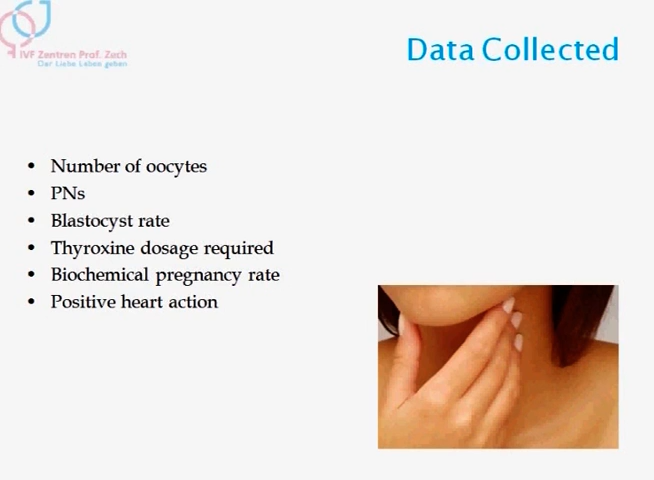 IVF Zentren Prof. Zech
Der Liebe Leben geben
Data Collected
• Number of oocytes
• PNs
• Blastocyst rate
• Thyroxine dosage required
• Biochemical pregnancy rate
• Positive heart action